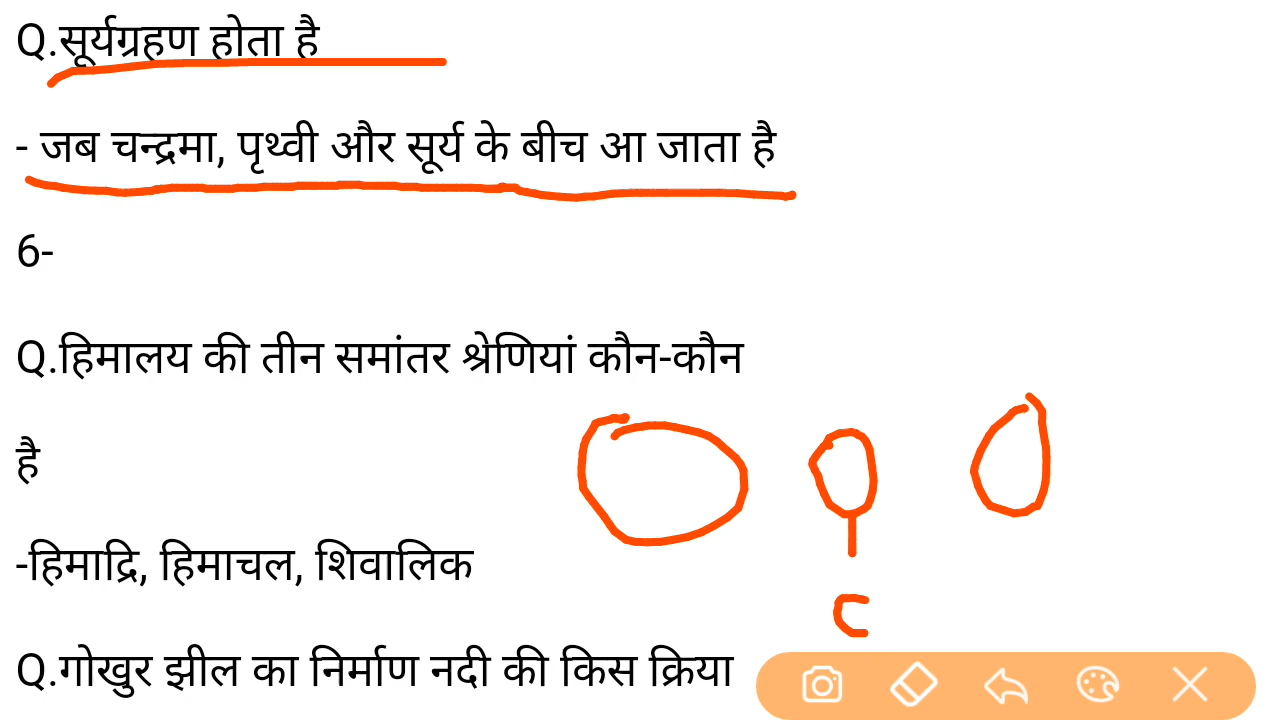 Q.सूर्यग्रहण होता है
- जब चन्द्रमा, पृथ्वी और सूर्य के बीच आ जाता है
6-
Q.हिमालय की तीन समांतर श्रेणियां कौन-कौन
है
-हिमाद्रि, हिमाचल, शिवालिक
C
Q.गोखुर झील का निर्माण नदी की किस क्रिया